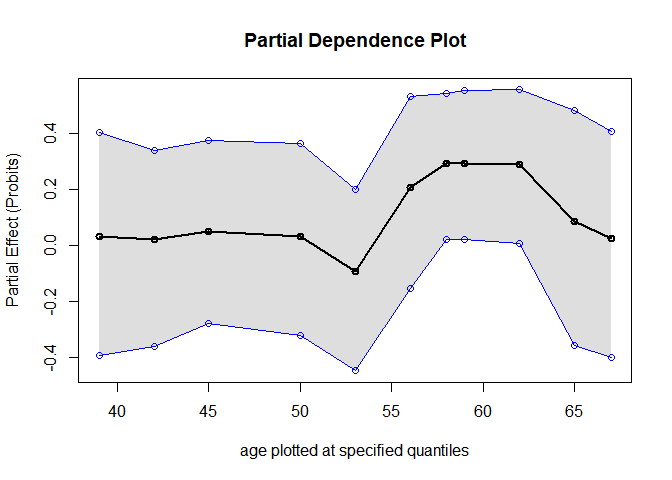 Partial Dependence Plot
Partial Effect (Probits)
0.4
0.2
0.0
-0.2
-0.4
40 45 50 55 60 65
age plotted at specified quantiles